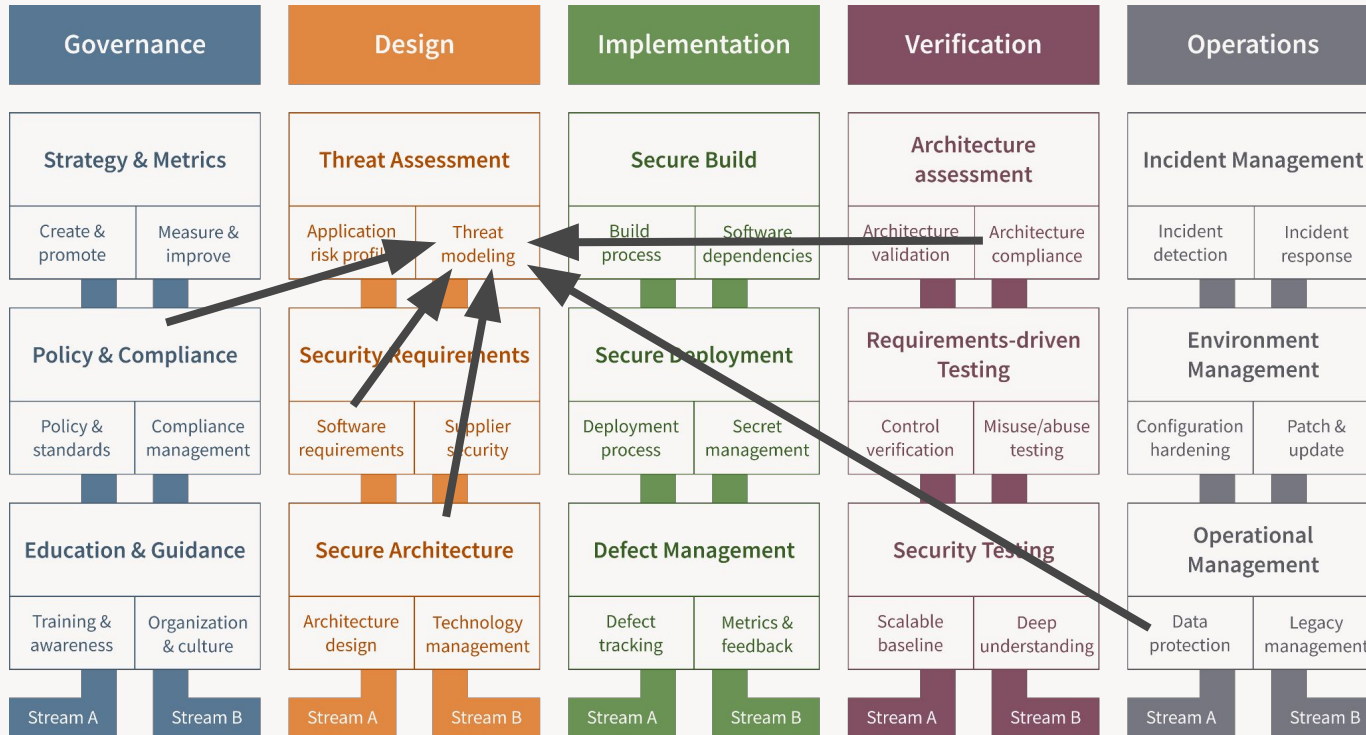 Governance
Design
Implementation
Verification
Operations
Strategy & Metrics
Threat Assessment
Secure Build
Architecture
assessment
Incident Management
Create &
promote
Measure &
improve
Application
risk profile
Threat
modeling
Build
process
Software
dependencies
Architecture
validation
Architecture
compliance
Incident
detection
Incident
response
Policy & Compliance
Security Requirements
Secure Deployment
Requirements-driven
Testing
Environment
Management
Policy &
standards
Compliance
management
Software
requirements
Supplier
security
Deployment
process
Secret
management
Control
verification
Misuse/abuse
testing
Configuration
hardening
Patch &
update
Education & Guidance
Secure Architecture
Defect Management
Security Testing
Operational
Management
Training &
awareness
Organization
& culture
Architecture
design
Technology
management
Defect
tracking
Metrics &
feedback
Scalable
baseline
Deep
understanding
Data
protection
Legacy
management
Stream A
Stream B
Stream A
Stream B
Stream A
Stream B
Stream A
Stream B
Stream A
Stream B